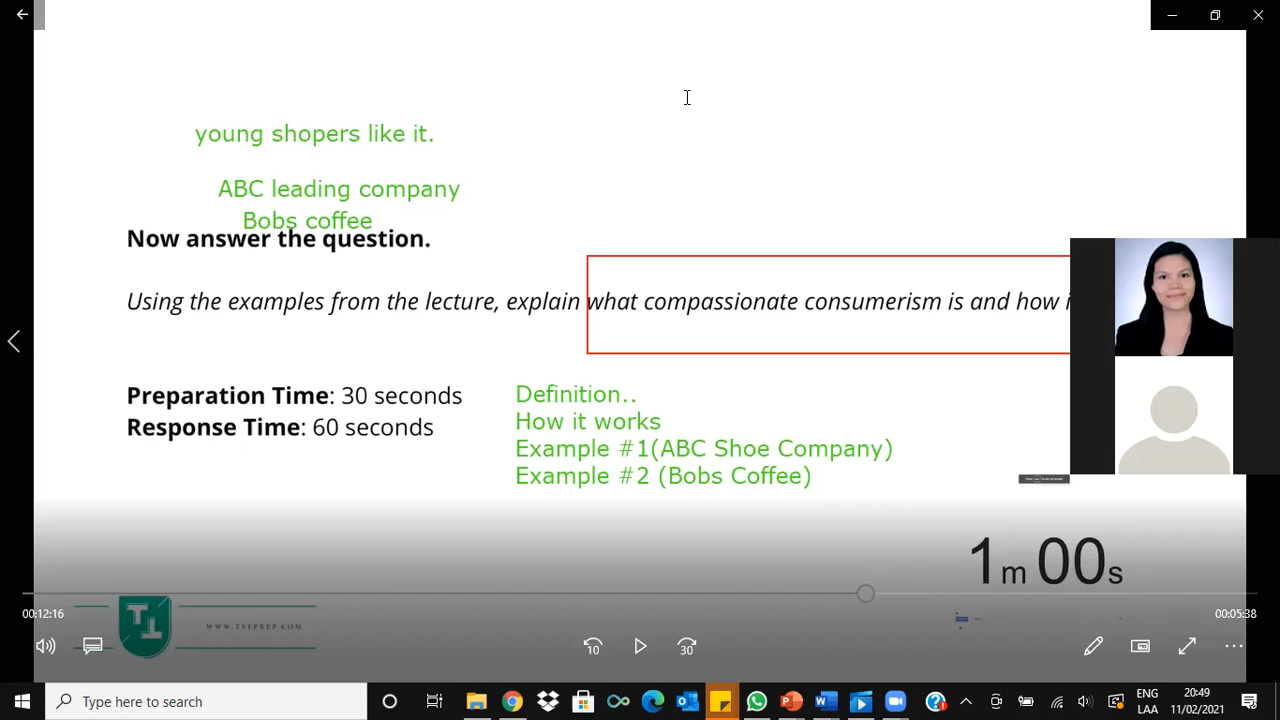 young shopers like it.
ABC leading company
Bobs coffee
Now answer the question.
Using the examples from the lecture, explain what compassionate consumerism is and how i
Preparation Time: 30 seconds
Response Time: 60 seconds
Definition..
How it works
Example #1(ABC Shoe Company)
Example #2 (Bobs Coffee)
1m 00s
00:12:16
00:05:38
WWW.TSTPREP.COM
10
30
Type here to search
ENG
LAA
20:49
11/02/2021